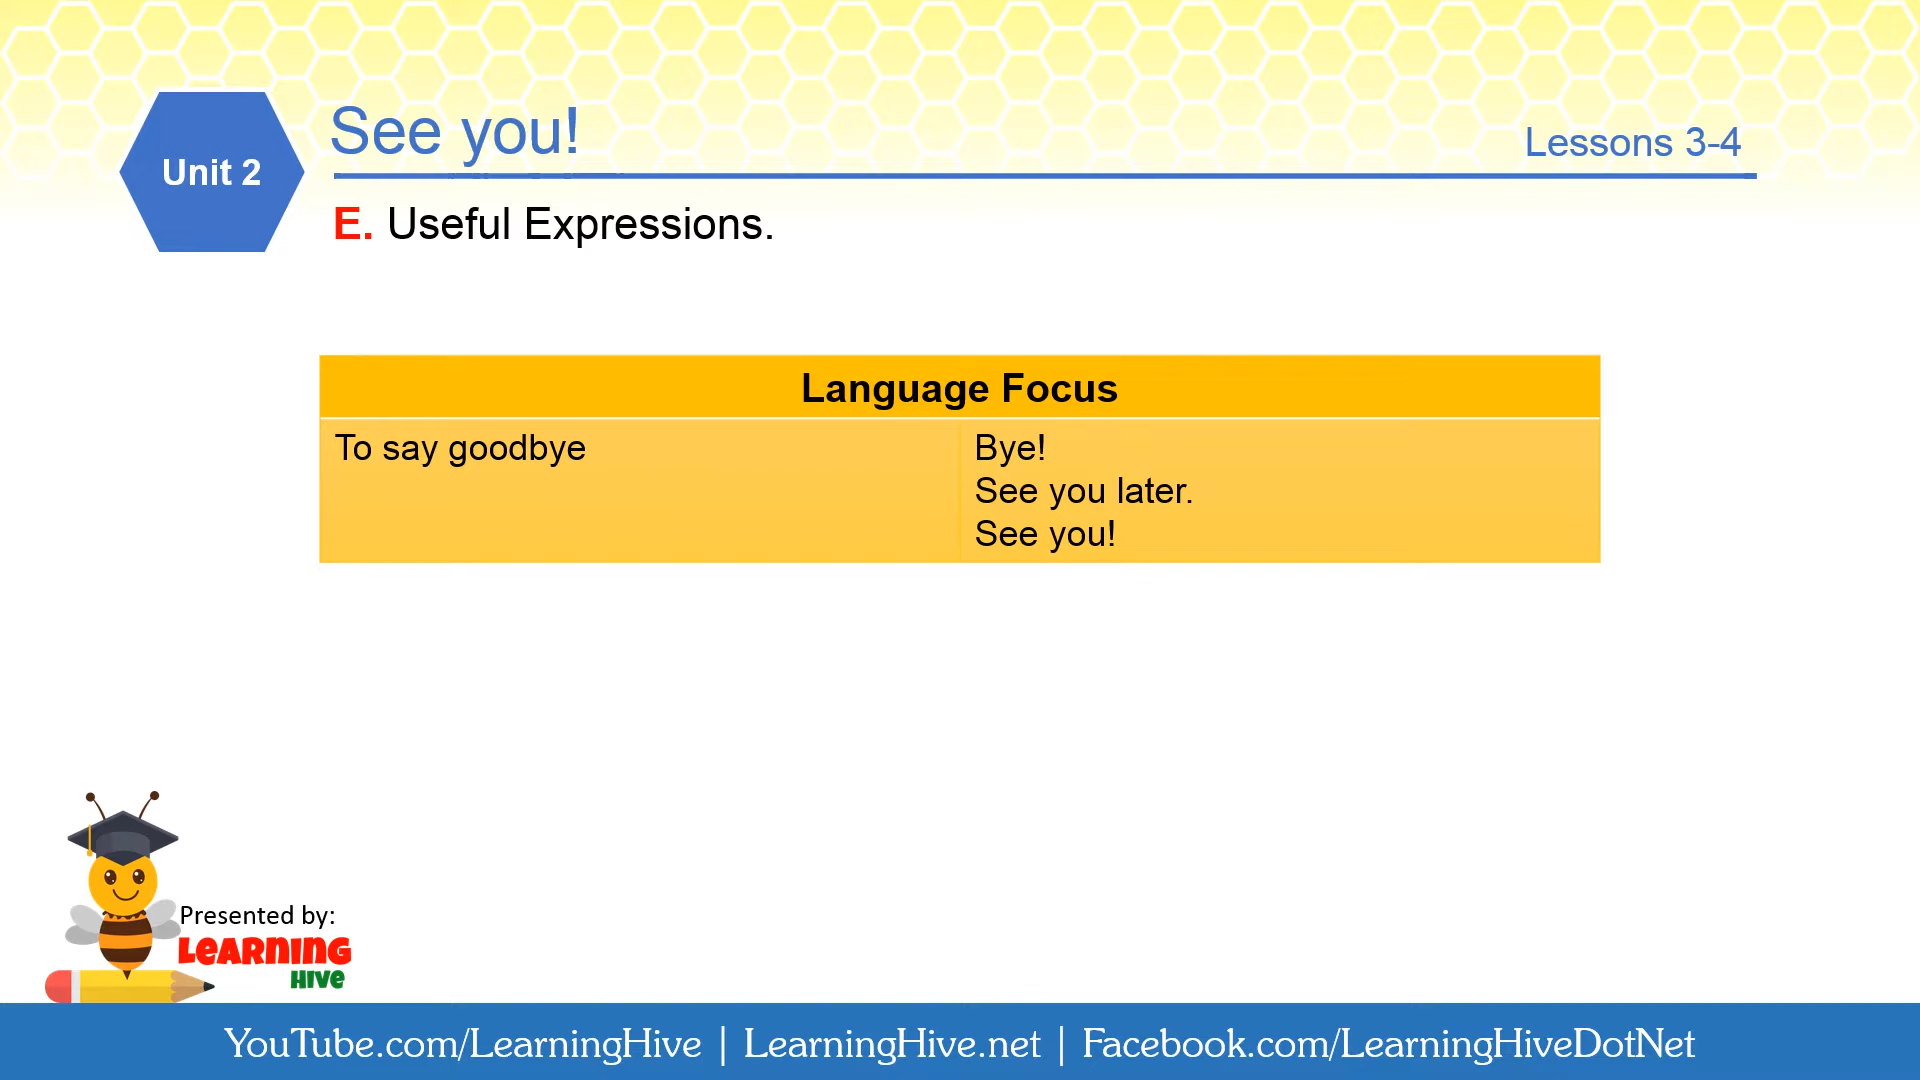 Unit 2
See you!
Lessons 3-4
E. Useful Expressions.
Language Focus
To say goodbye
Bye!
See you later.
See you!
Presented by:
LEARNING
HIVE
YouTube.com/LearningHive | LearningHive.net | Facebook.com/LearningHiveDotNet